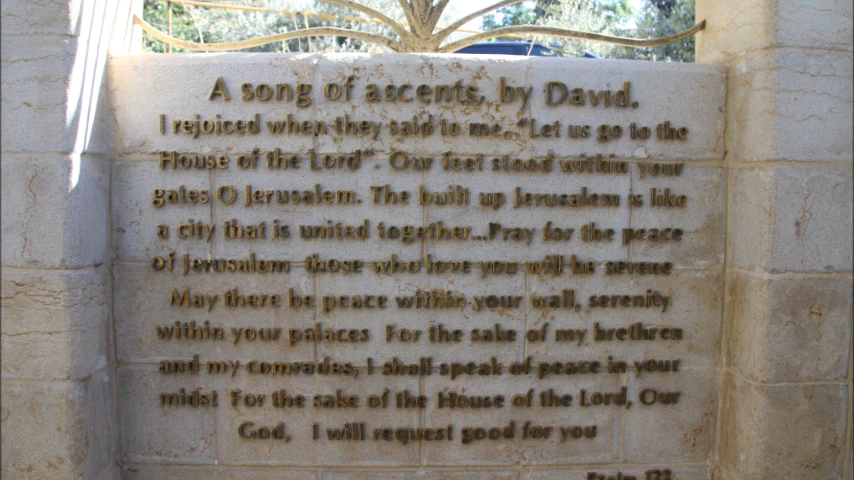 A song of ascents, by David.
I rejoiced when they said to me, "Let us go to the
House of the Lord". Our feet stood within your
gates O Jerusalem. The built up Jerusalem is like
a city that is united together...Pray for the peace
of Jerusalem those who love you will be serene
May there be peace within your wall, serenity
within your palaces For the sake of my brethren
and my comrades, I shall speak of peace in your
midst For the sake of the House of the Lord, Our
God, I will request good for you
Psalm 122